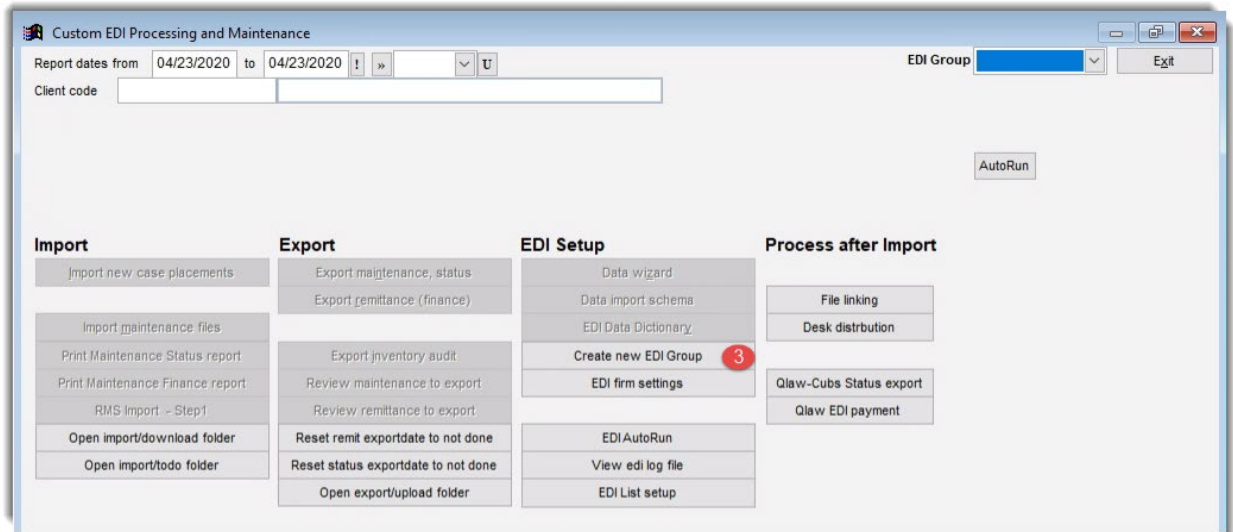 Custom EDI Processing and Maintenance
Report dates from 04/23/2020 to 04/23/2020 ! » U EDI Group Exit
Client code
AutoRun
Import
Import new case placements
Import maintenance files
Print Maintenance Status report
Print Maintenance Finance report
RMS Import - Step1
Open import/download folder
Open import/todo folder
Export
Export maintenance, status
Export remittance (finance)
Export inventory audit
Review maintenance to export
Review remittance to export
Reset remit exportdate to not done
Reset status exportdate to not done
Open export/upload folder
EDI Setup
Data wizard
Data import schema
EDI Data Dictionary
Create new EDI Group 3
EDI firm settings
EDI AutoRun
View edi log file
EDI List setup
Process after Import
File linking
Desk distrbution
Qlaw-Cubs Status export
Qlaw EDI payment